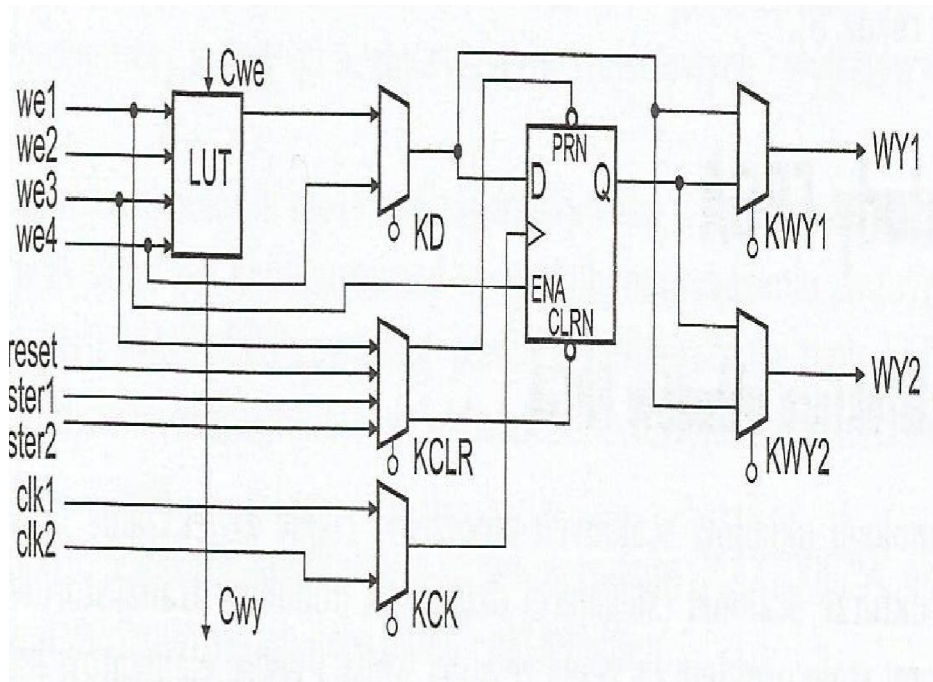 Cwe
we1
we2
we3
we4
LUT
KD
PRN
D
Q
ENA
CLRN
WY1
KWY1
WY2
KWY2
reset
ster1
ster2
KCLR
clk1
clk2
KCK
Cwy